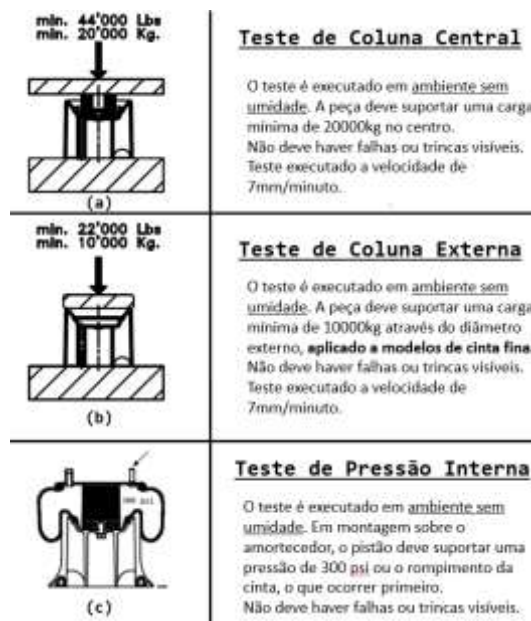 min. 44'000 Lbs
min. 20'000 Kg.
(a)
Teste de Coluna Central
O teste é executado em ambiente sem
umidade. A peça deve suportar uma carga
mínima de 20000kg no centro.
Não deve haver falhas ou trincas visíveis.
Teste executado a velocidade de
7mm/minuto.
min. 22'000 Lbs
min. 10'000 Kg.
(b)
Teste de Coluna Externa
O teste é executado em ambiente sem
umidade. A peça deve suportar uma carga
mínima de 10000kg através do diâmetro
externo, aplicado a modelos de cinta fina
Não deve haver falhas ou trincas visíveis.
Teste executado a velocidade de
7mm/minuto.
300 psi
(c)
Teste de Pressão Interna
O teste é executado em ambiente sem
umidade. Em montagem sobre o
amortecedor, o pistão deve suportar uma
pressão de 300 psi ou o rompimento da
cinta, o que ocorrer primeiro.
Não deve haver falhas ou trincas visíveis.